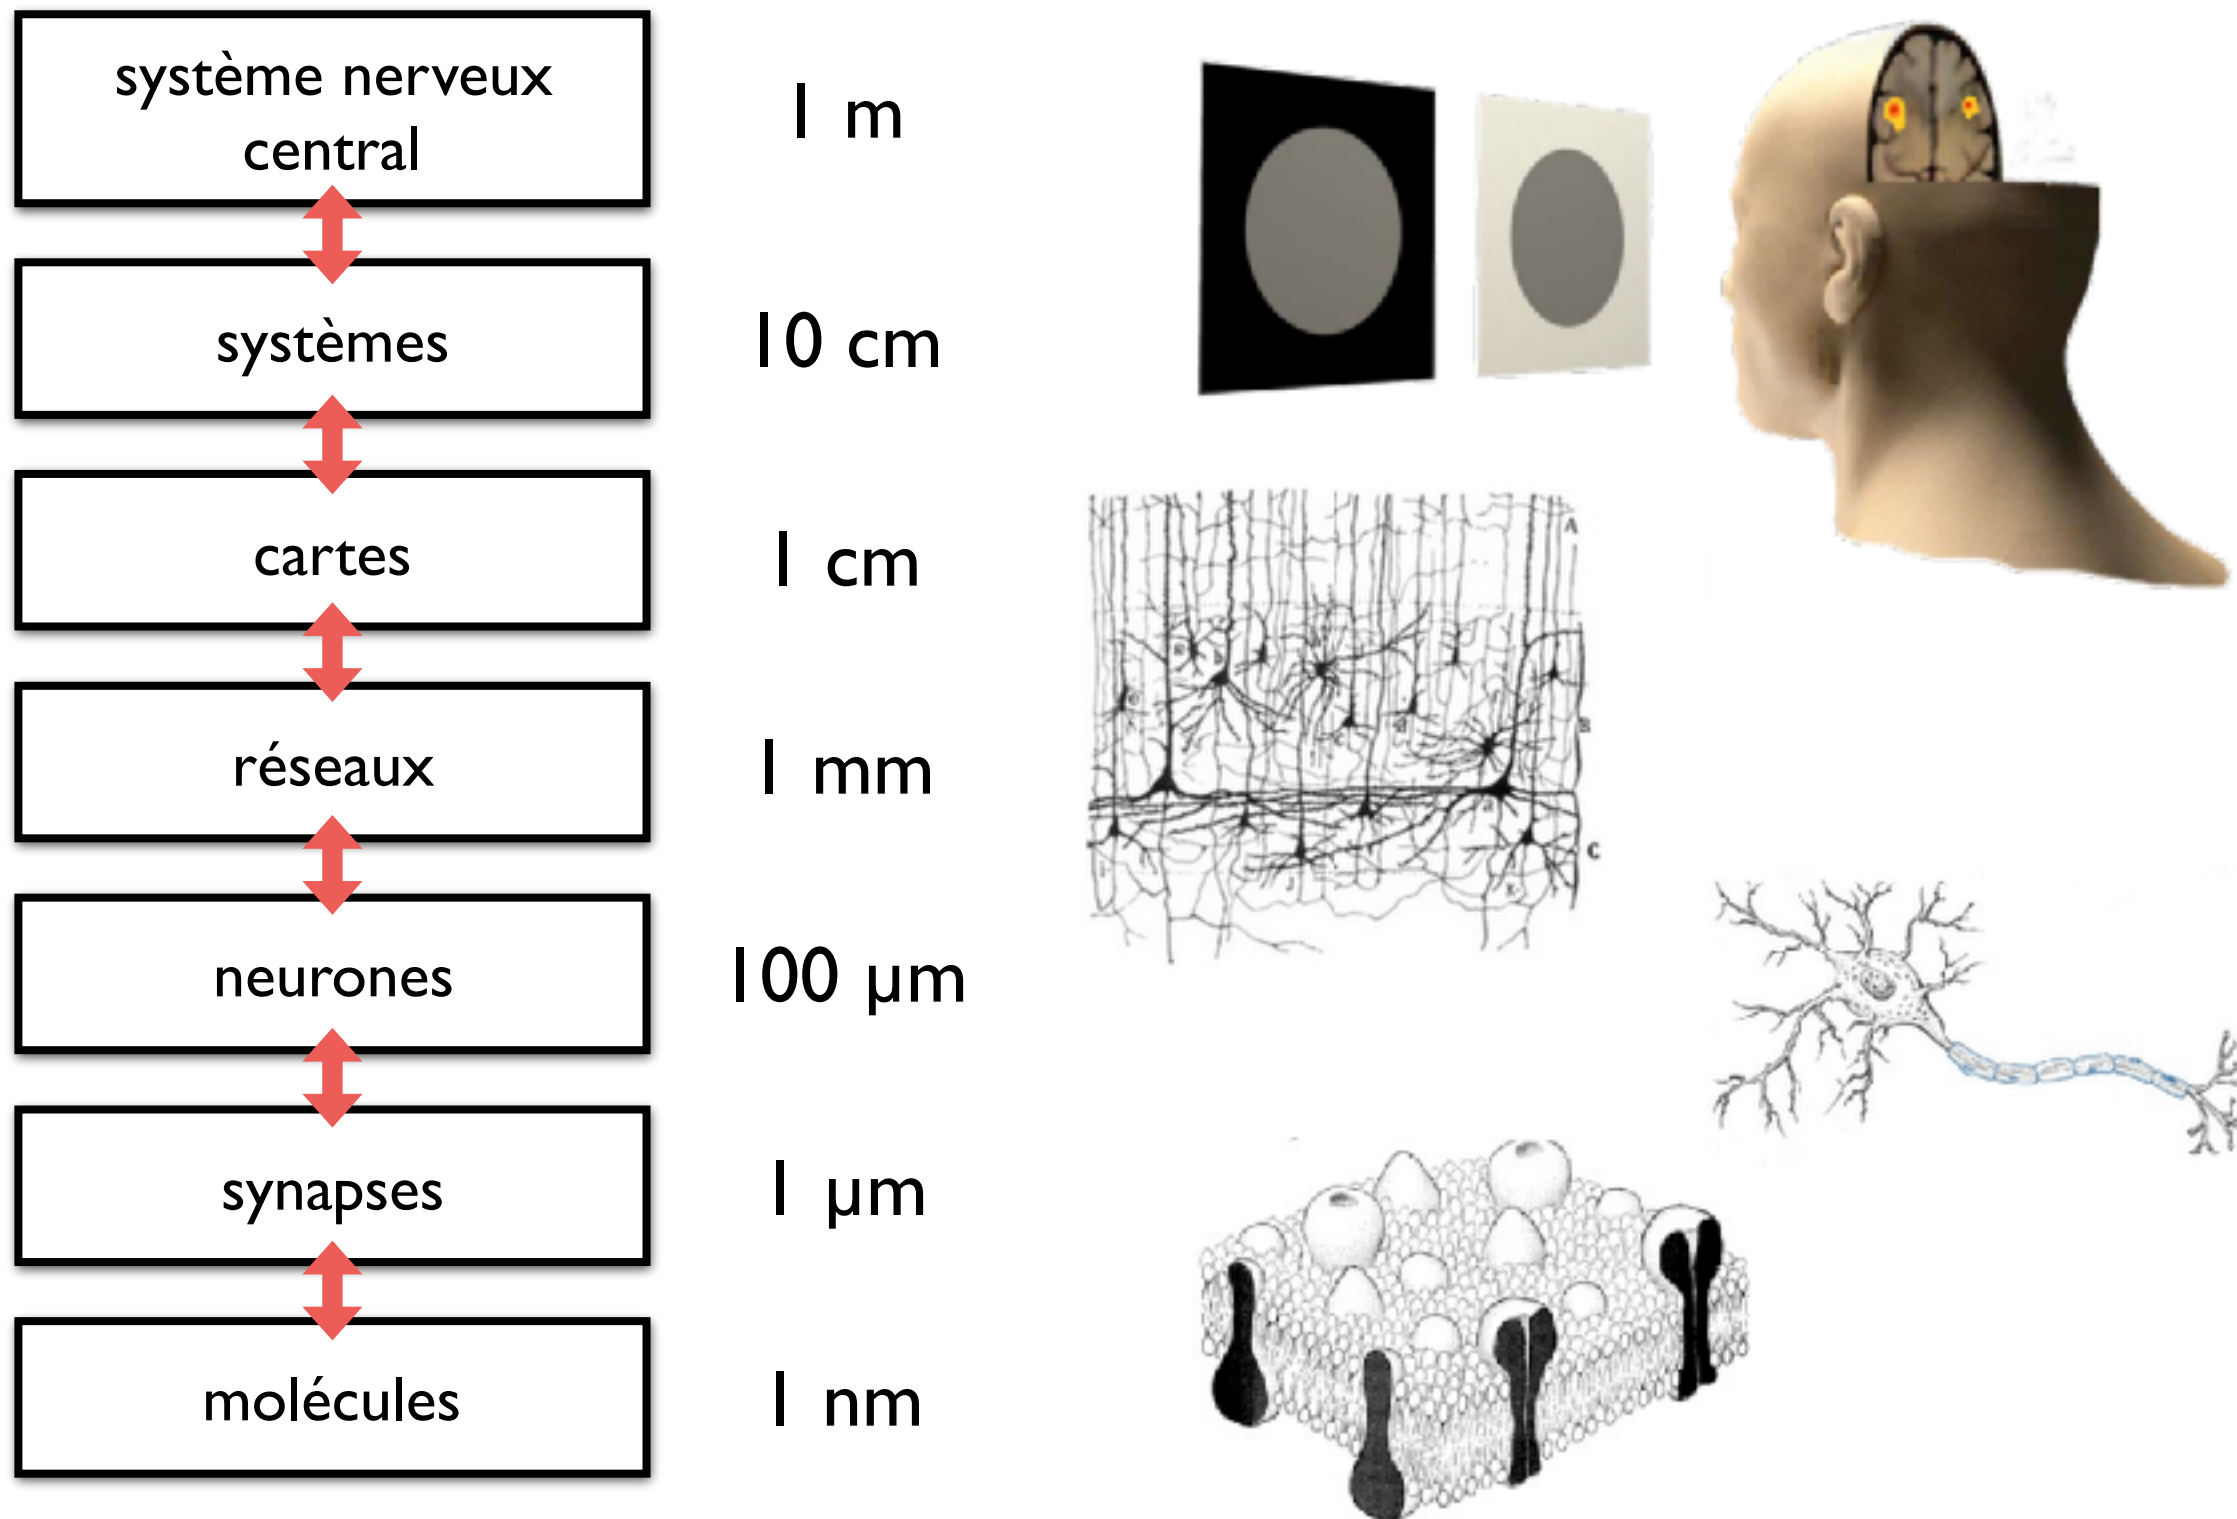 système nerveux
central
1 m
systèmes
10 cm
cartes
1 cm
réseaux
1 mm
neurones
100 µm
synapses
1 µm
molécules
1 nm
A
b
B
a
C